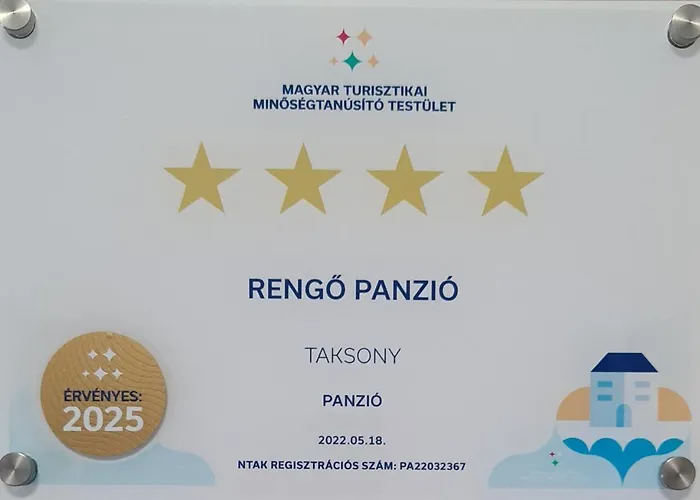 MAGYAR TURISZTIKAI
MINŐSÉGTANÚSÍTÓ TESTÜLET
RENGŐ PANZIÓ
TAKSONY
PANZIÓ
2022.05.18.
NTAK REGISZTRÁCIÓS SZÁM: PA22032367
ÉRVÉNYES:
2025